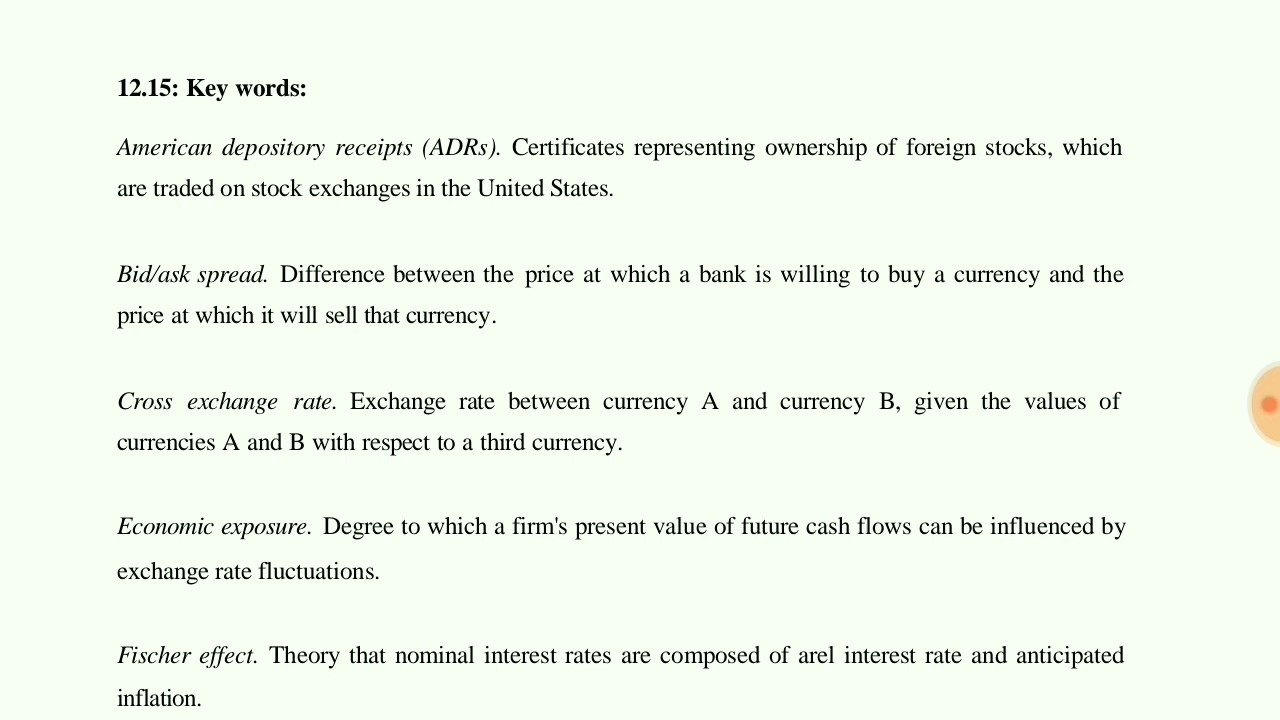 12.15: Key words:
American depository receipts (ADRs). Certificates representing ownership of foreign stocks, which
are traded on stock exchanges in the United States.
Bid/ask spread. Difference between the price at which a bank is willing to buy a currency and the
price at which it will sell that currency.
Cross exchange rate. Exchange rate between currency A and currency B, given the values of
currencies A and B with respect to a third currency.
Economic exposure. Degree to which a firm's present value of future cash flows can be influenced by
exchange rate fluctuations.
Fischer effect. Theory that nominal interest rates are composed of arel interest rate and anticipated
inflation.